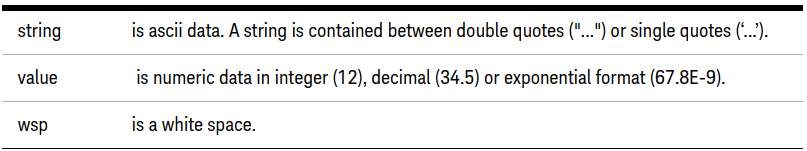 string is ascii data. A string is contained between double quotes ("...") or single quotes (‘...’).
value is numeric data in integer (12), decimal (34.5) or exponential format (67.8E-9).
wsp is a white space.